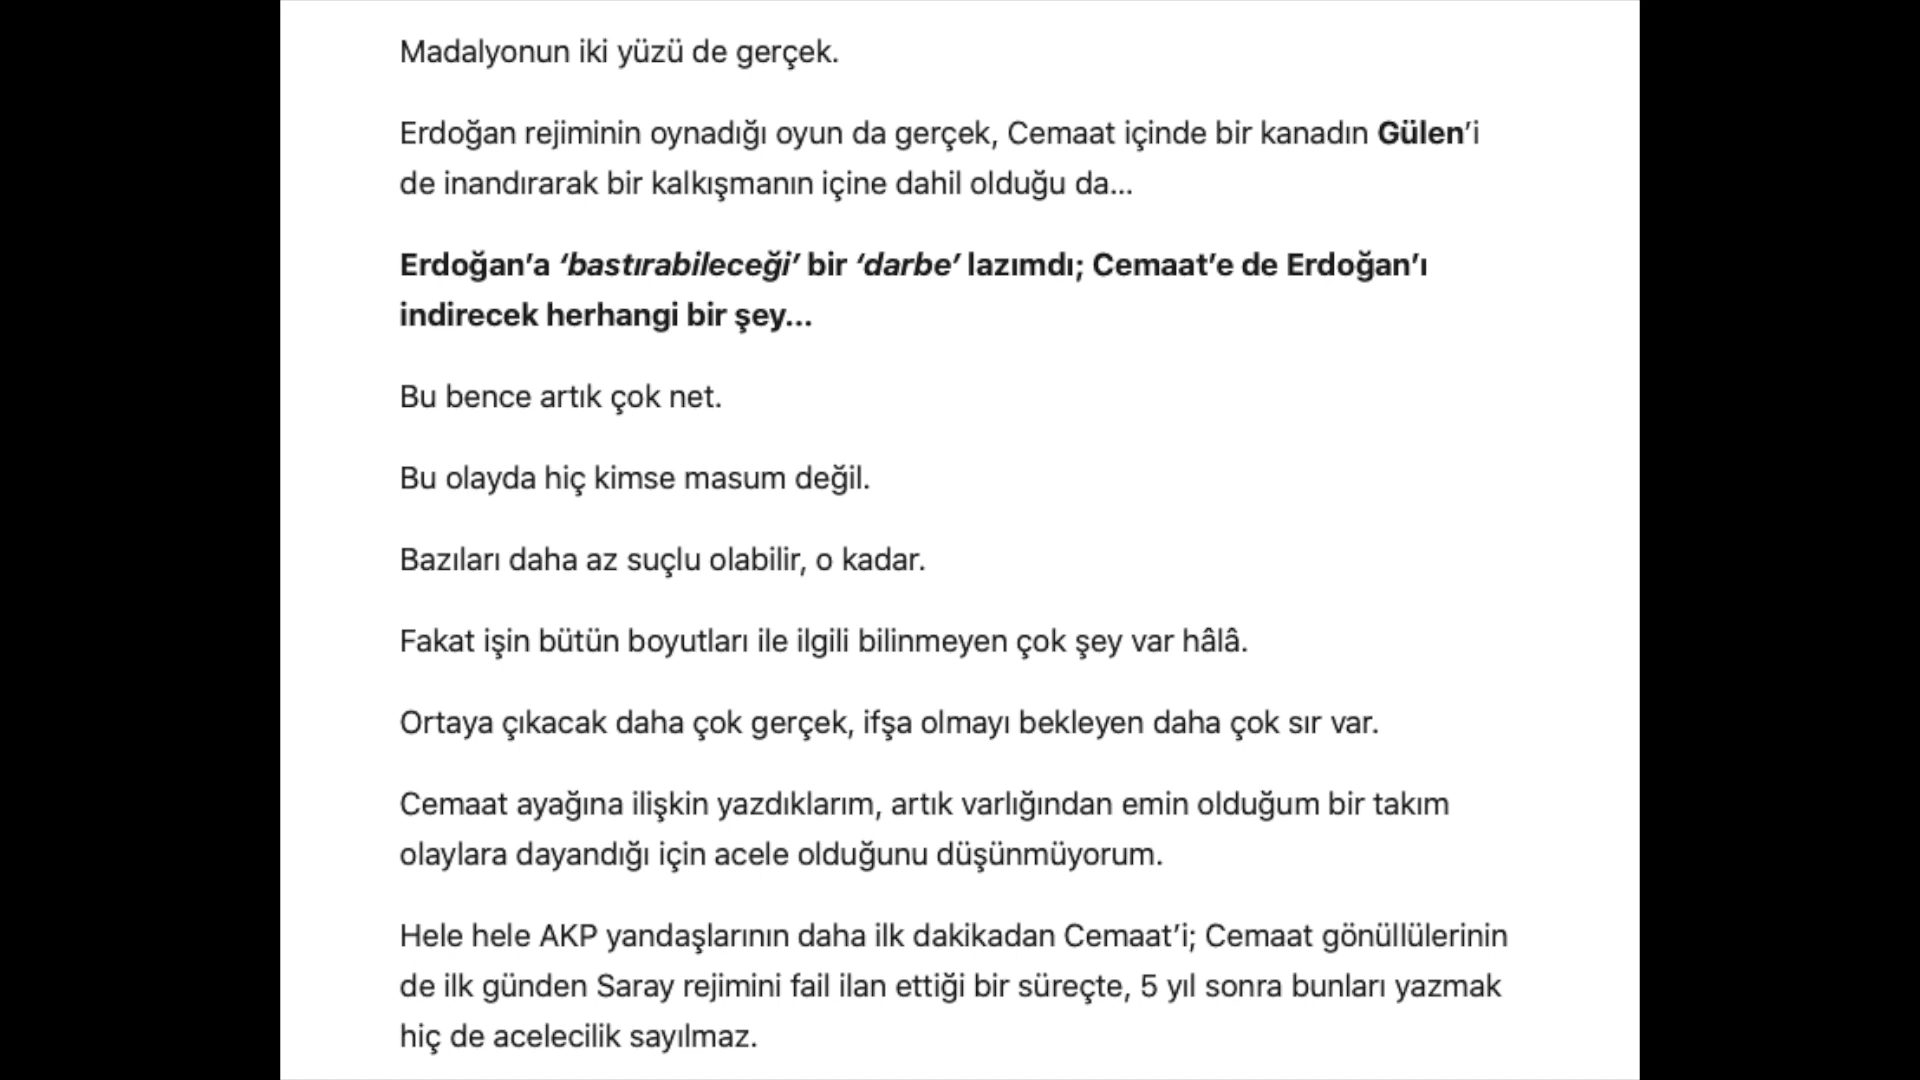 Madalyonun iki yüzü de gerçek.
Erdoğan rejiminin oynadığı oyun da gerçek, Cemaat içinde bir kanadın Gülen'i
de inandırarak bir kalkışmanın içine dahil olduğu da...
Erdoğan'a 'bastırabileceği' bir 'darbe' lazımdı; Cemaat'e de Erdoğan'ı
indirecek herhangi bir şey...
Bu bence artık çok net.
Bu olayda hiç kimse masum değil.
Bazıları daha az suçlu olabilir, o kadar.
Fakat işin bütün boyutları ile ilgili bilinmeyen çok şey var hâlâ.
Ortaya çıkacak daha çok gerçek, ifşa olmayı bekleyen daha çok sır var.
Cemaat ayağına ilişkin yazdıklarım, artık varlığından emin olduğum bir takım
olaylara dayandığı için acele olduğunu düşünmüyorum.
Hele hele AKP yandaşlarının daha ilk dakikadan Cemaat'i; Cemaat gönüllülerinin
de ilk günden Saray rejimini fail ilan ettiği bir süreçte, 5 yıl sonra bunları yazmak
hiç de acelecilik sayılmaz.